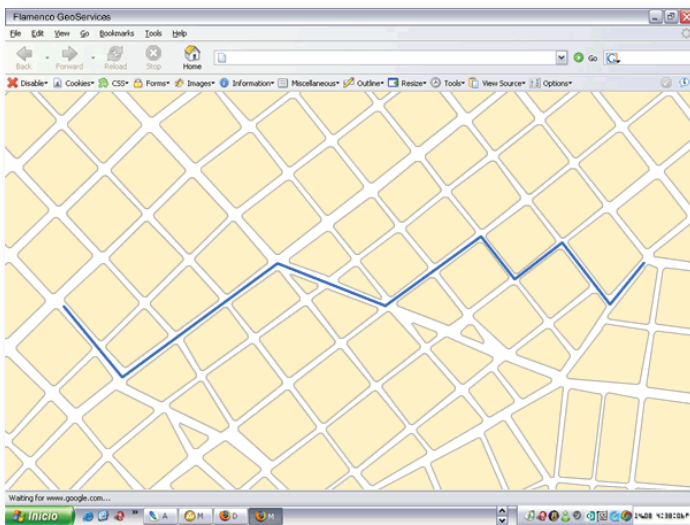 Flamenco GeoServices
File Edit View Go Bookmarks Tools Help
Back Forward Reload Stop Home Go
Disable Cookies CSS Forms Images Information Miscellaneous Outline Resize Tools View Source Options
Waiting for www.google.com...
Inicio " A M D M